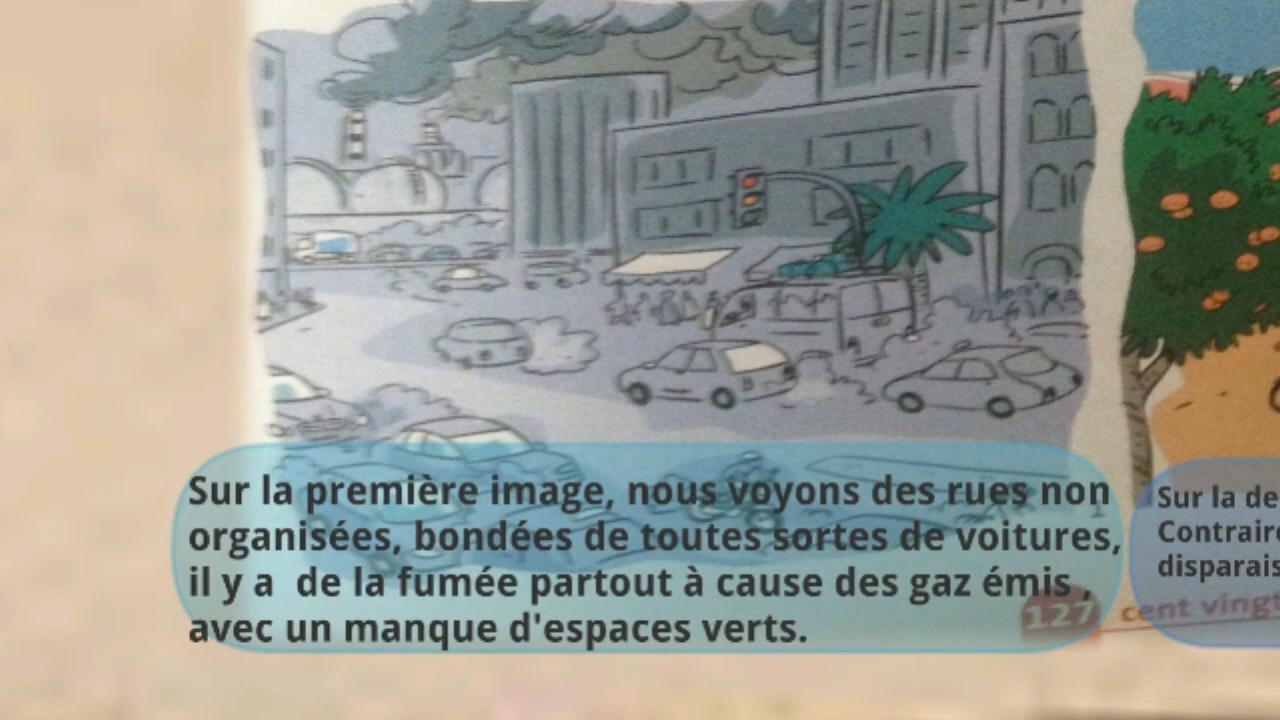 Sur la première image, nous voyons des rues non
organisées, bondées de toutes sortes de voitures,
il y a  de la fumée partout à cause des gaz émis ,
avec un manque d'espaces verts.
Sur la de
Contrair
disparais
127 cent vingt